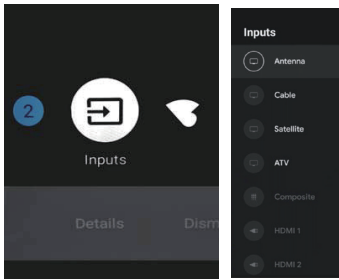 2
Inputs
Details
Dism
Inputs
Antenna
Cable
Satellite
ATV
Composite
HDMI 1
HDMI 2